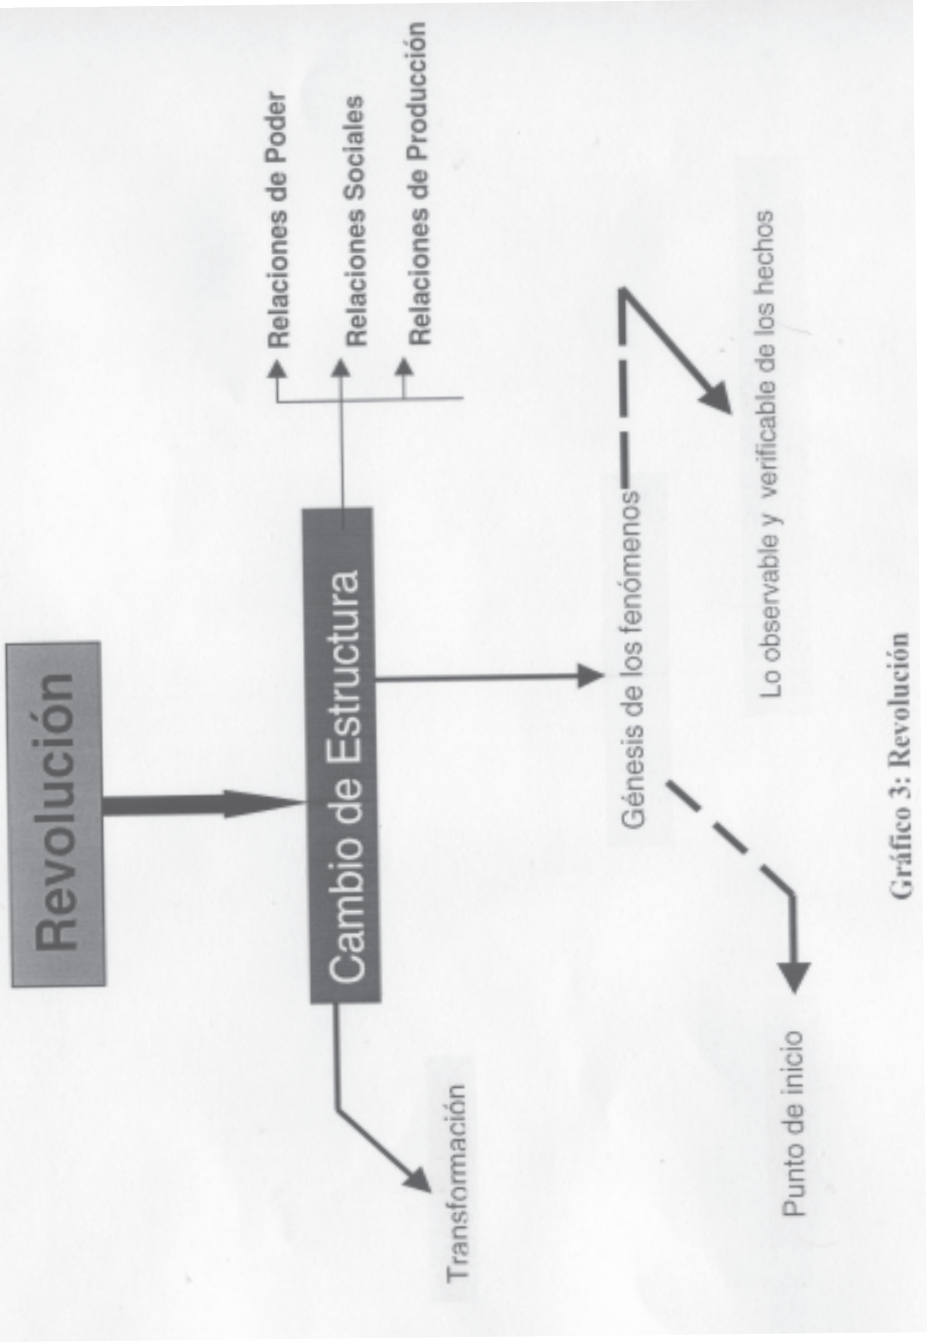 Revolución
Cambio de Estructura
Relaciones de Poder
Relaciones Sociales
Relaciones de Producción
Transformación
Génesis de los fenómenos
Lo observable y verificable de los hechos
Punto de inicio
Gráfico 3: Revolución